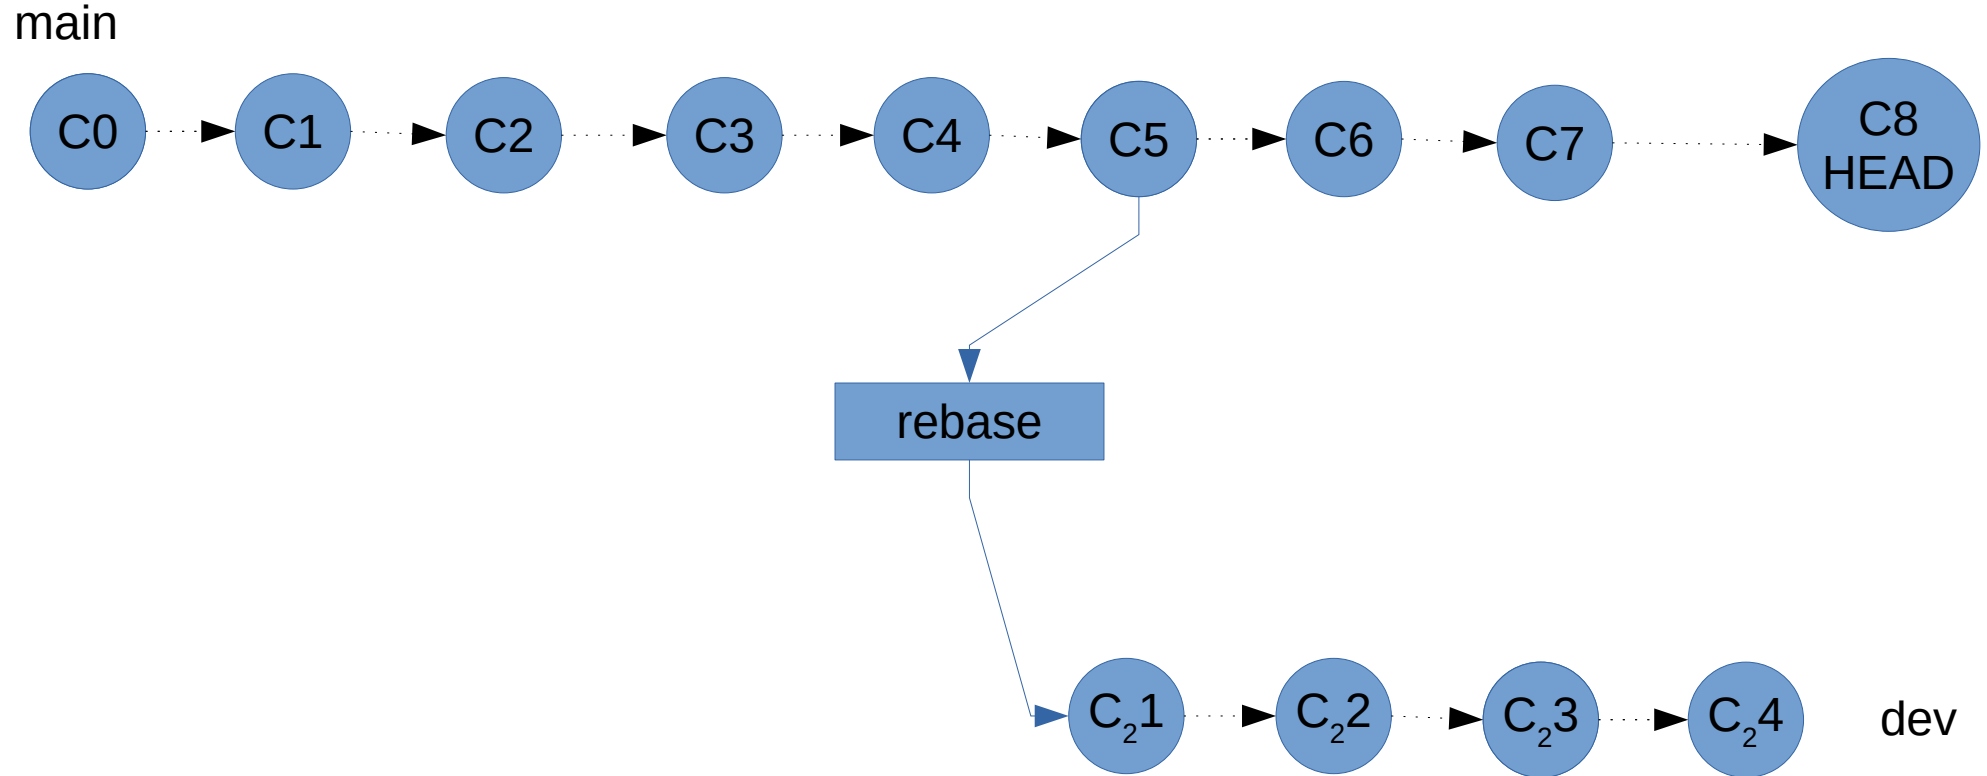 main
C0 C1 C2 C3 C4 C5 C6 C7 C8
HEAD
rebase
C₂1 C₂2 C₂3 C₂4 dev